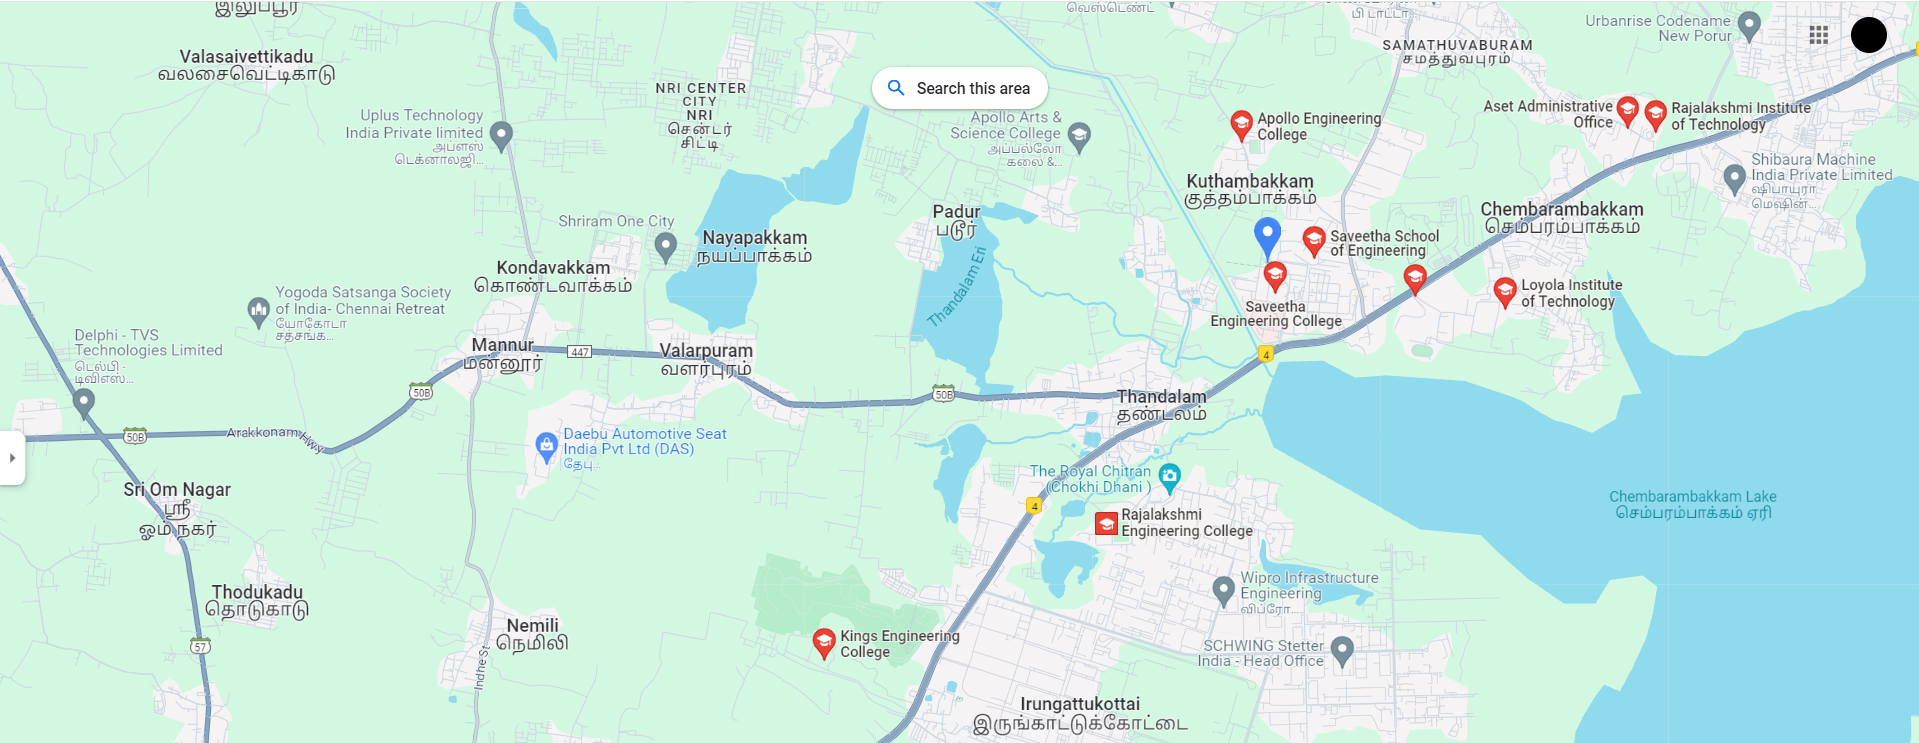 இலுப்பூர்
Valasaivettikadu
வலசைவெட்டிகாடு
NRI CENTER
CITY
NRI
சென்டர்
சிட்டி
Uplus Technology
India Private limited
அப்ளஸ்
டெக்னாலஜி...
Search this area
Apollo Arts &
Science College
அப்பல்லோ
கலை &...
வெஸ்டெண்ட்
பி டாட்டா
SAMATHUVABURAM
சமத்துவபுரம்
Urbanrise Codename
New Porur
Apollo Engineering
College
Aset Administrative
Office
Rajalakshmi Institute
of Technology
Shibaura Machine
India Private Limited
ஷிபாயுரா
மெஷின்...
Kuthambakkam
குத்தம்பாக்கம்
Chembarambakkam
செம்பரம்பாக்கம்
Padur
படூர்
Shriram One City
Nayapakkam
நயப்பாக்கம்
Kondavakkam
கொண்டவாக்கம்
Thandalam Eri
Saveetha School
of Engineering
Saveetha
Engineering College
Loyola Institute
of Technology
Yogoda Satsanga Society
of India- Chennai Retreat
யோகோடா
சத்சங்க...
Delphi - TVS
Technologies Limited
டெல்பி -
டிவிஎஸ்...
Mannur
மண்ணூர்
447
Valarpuram
வளர்புரம்
4
50B
50B
50B
Arakkonam Hwy
Thandalam
தண்டலம்
Daebu Automotive Seat
India Pvt Ltd (DAS)
தேபு...
Sri Om Nagar
ஸ்ரீ
ஓம் நகர்
The Royal Chitran
(Chokhi Dhani )
4
Rajalakshmi
Engineering College
Chembarambakkam Lake
செம்பரம்பாக்கம் ஏரி
Thodukadu
தொடுகாடு
Wipro Infrastructure
Engineering
விப்ரோ...
Nemili
நெமிலி
57
Indhe St
Kings Engineering
College
SCHWING Stetter
India - Head Office
Irungattukottai
இருங்காட்டுக்கோட்டை